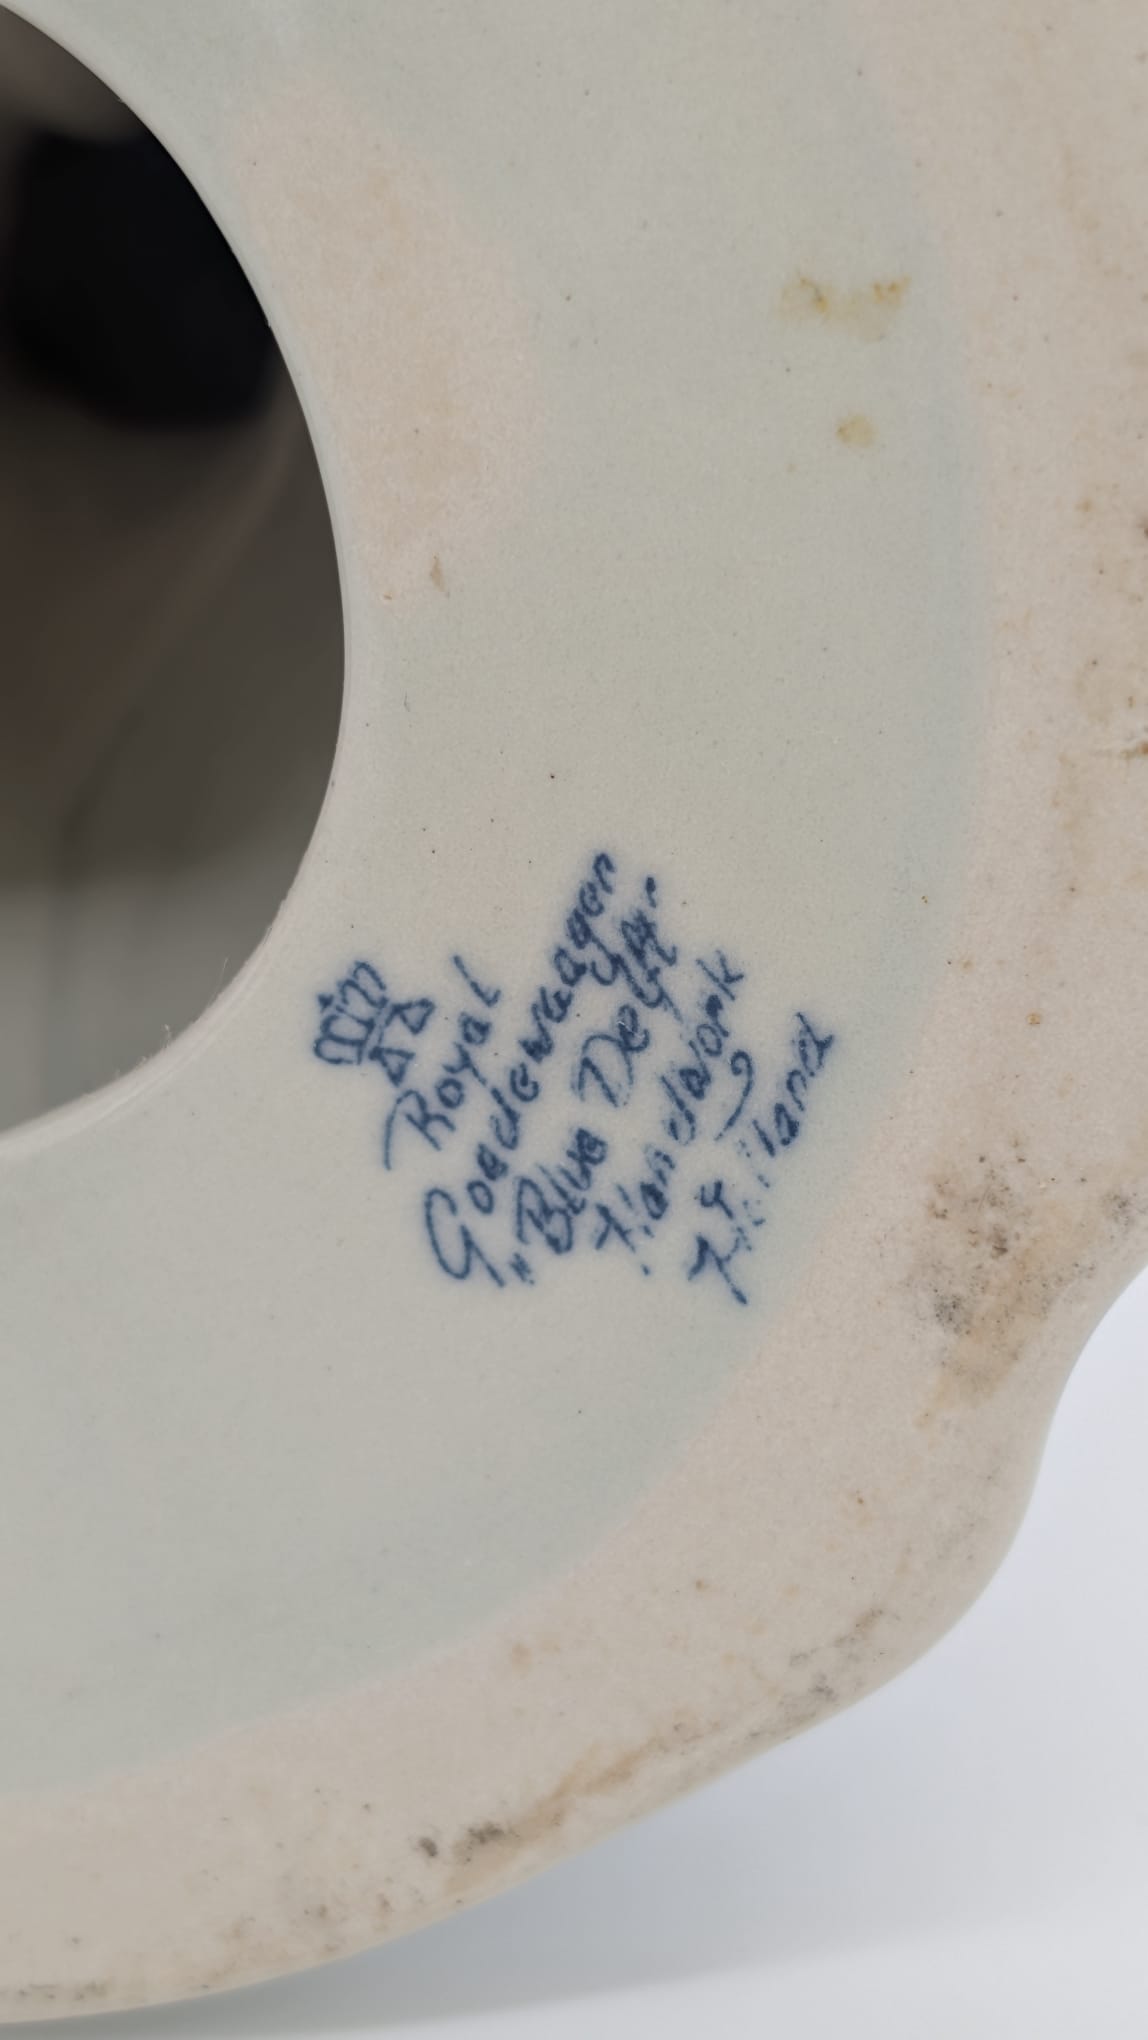 Royal
Goedewaagen
„Blue Delft"
Handwork
Holland